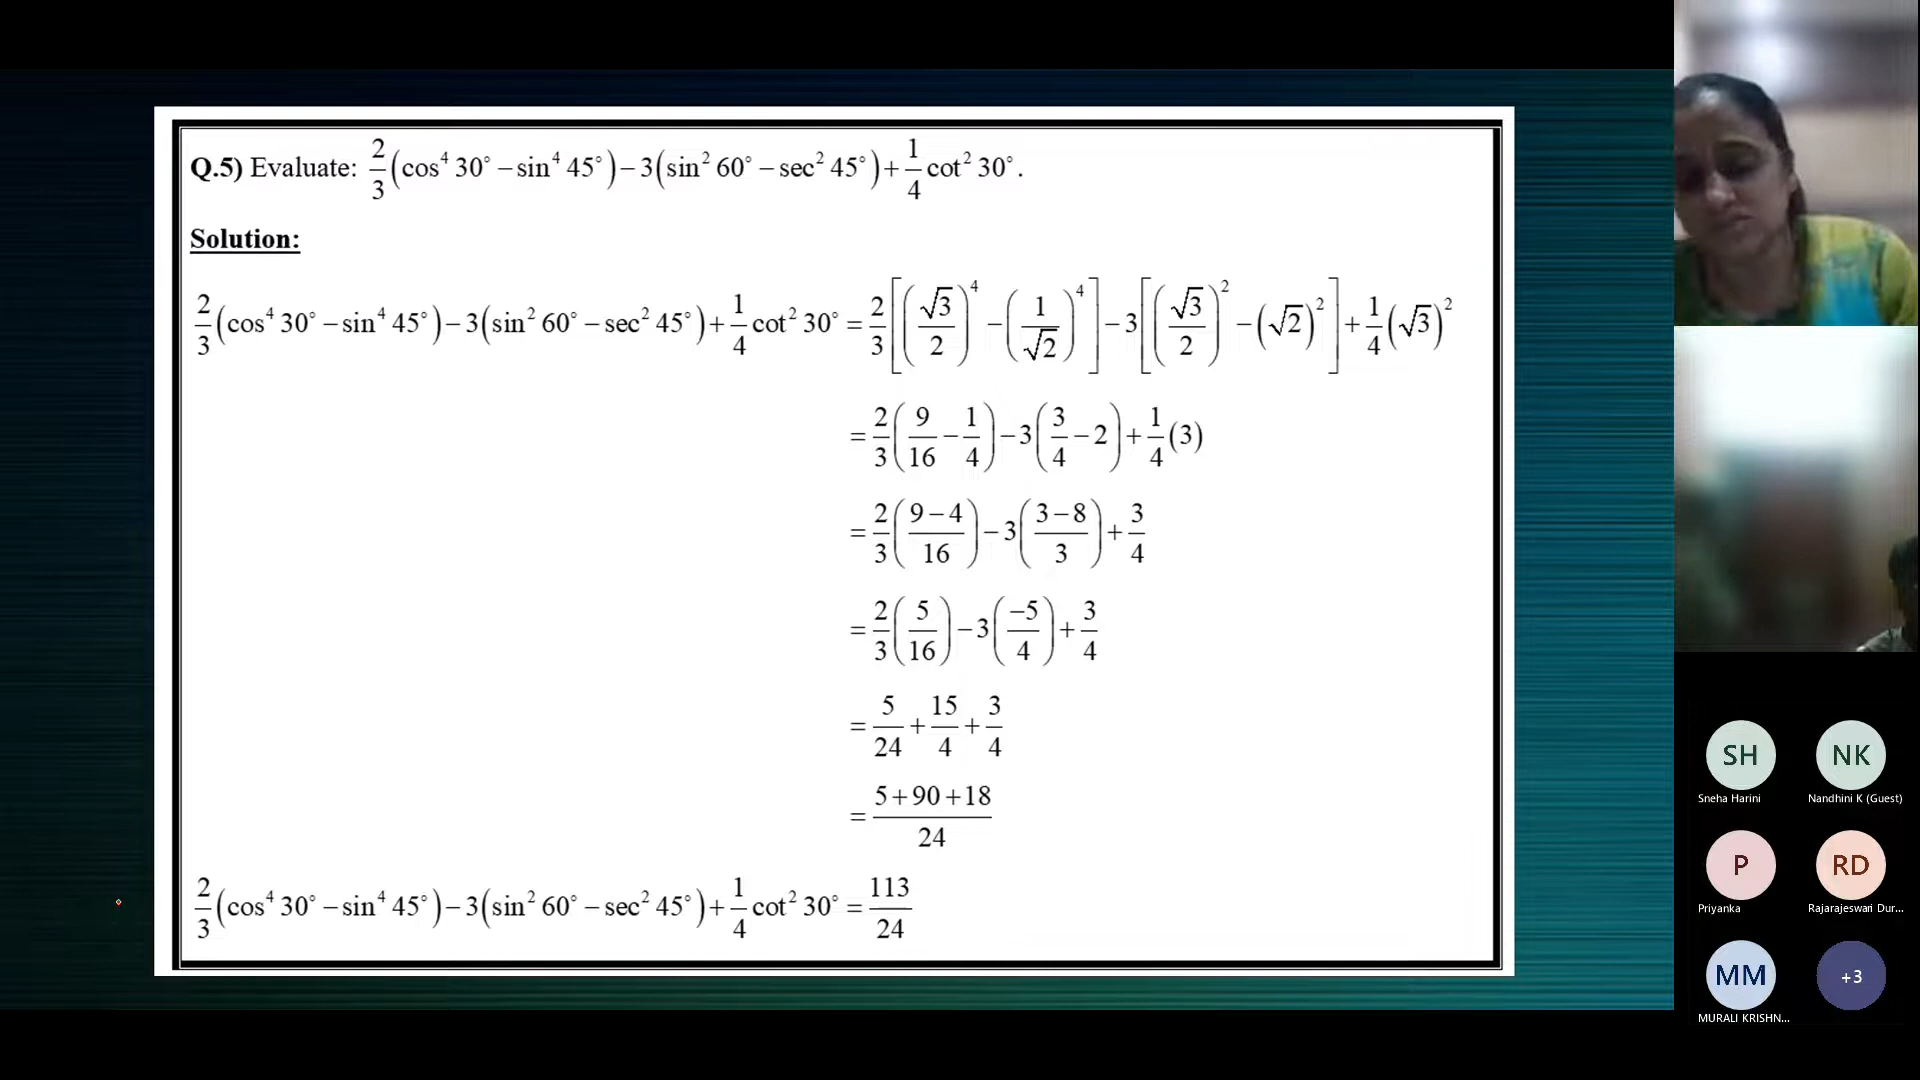 Q.5) Evaluate: 2/3(cos⁴ 30° − sin⁴ 45°) − 3(sin² 60° − sec² 45°) + 1/4 cot² 30°.
Solution:
2/3(cos⁴ 30° − sin⁴ 45°) − 3(sin² 60° − sec² 45°) + 1/4 cot² 30° = 2/3[(√3/2)⁴ − (1/√2)⁴] − 3[(√3/2)² − (√2)²] + 1/4(√3)²
= 2/3(9/16 − 1/4) − 3(3/4 − 2) + 1/4(3)
= 2/3((9−4)/16) − 3((3−8)/3) + 3/4
= 2/3(5/16) − 3(−5/4) + 3/4
= 5/24 + 15/4 + 3/4
= (5+90+18)/24
2/3(cos⁴ 30° − sin⁴ 45°) − 3(sin² 60° − sec² 45°) + 1/4 cot² 30° = 113/24
SH NK
Sneha Harini Nandhini K (Guest)
P RD
Priyanka Rajarajeswari Dur...
MM +3
MURALI KRISHN...